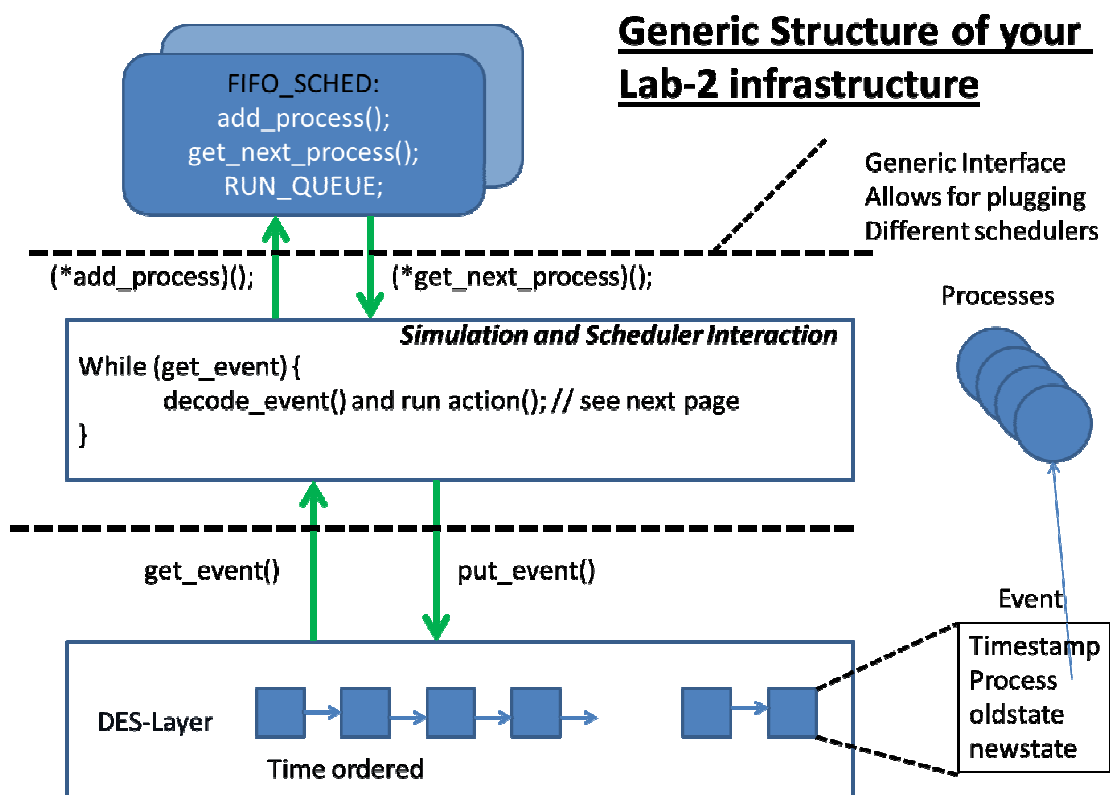 Generic Structure of your
Lab-2 infrastructure
FIFO_SCHED:
add_process();
get_next_process();
RUN_QUEUE;
Generic Interface
Allows for plugging
Different schedulers
(*add_process)();
(*get_next_process)();
Processes
Simulation and Scheduler Interaction
While (get_event) {
decode_event() and run action(); // see next page
}
get_event()
put_event()
Event
Timestamp
Process
oldstate
newstate
DES-Layer
Time ordered